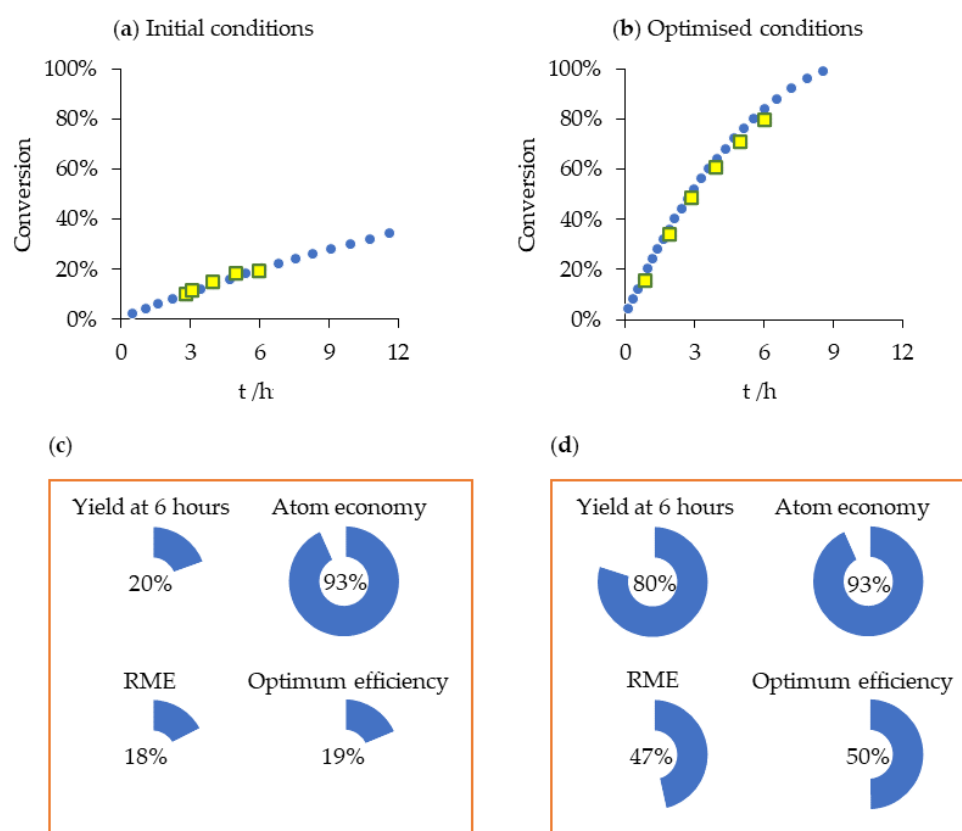 (a) Initial conditions
100%
80%
60%
40%
20%
0%
Conversion
0 3 6 9 12
t /h
(b) Optimised conditions
100%
80%
60%
40%
20%
0%
Conversion
0 3 6 9 12
t /h
(c)
Yield at 6 hours Atom economy
20% 93%
RME Optimum efficiency
18% 19%
(d)
Yield at 6 hours Atom economy
80% 93%
RME Optimum efficiency
47% 50%